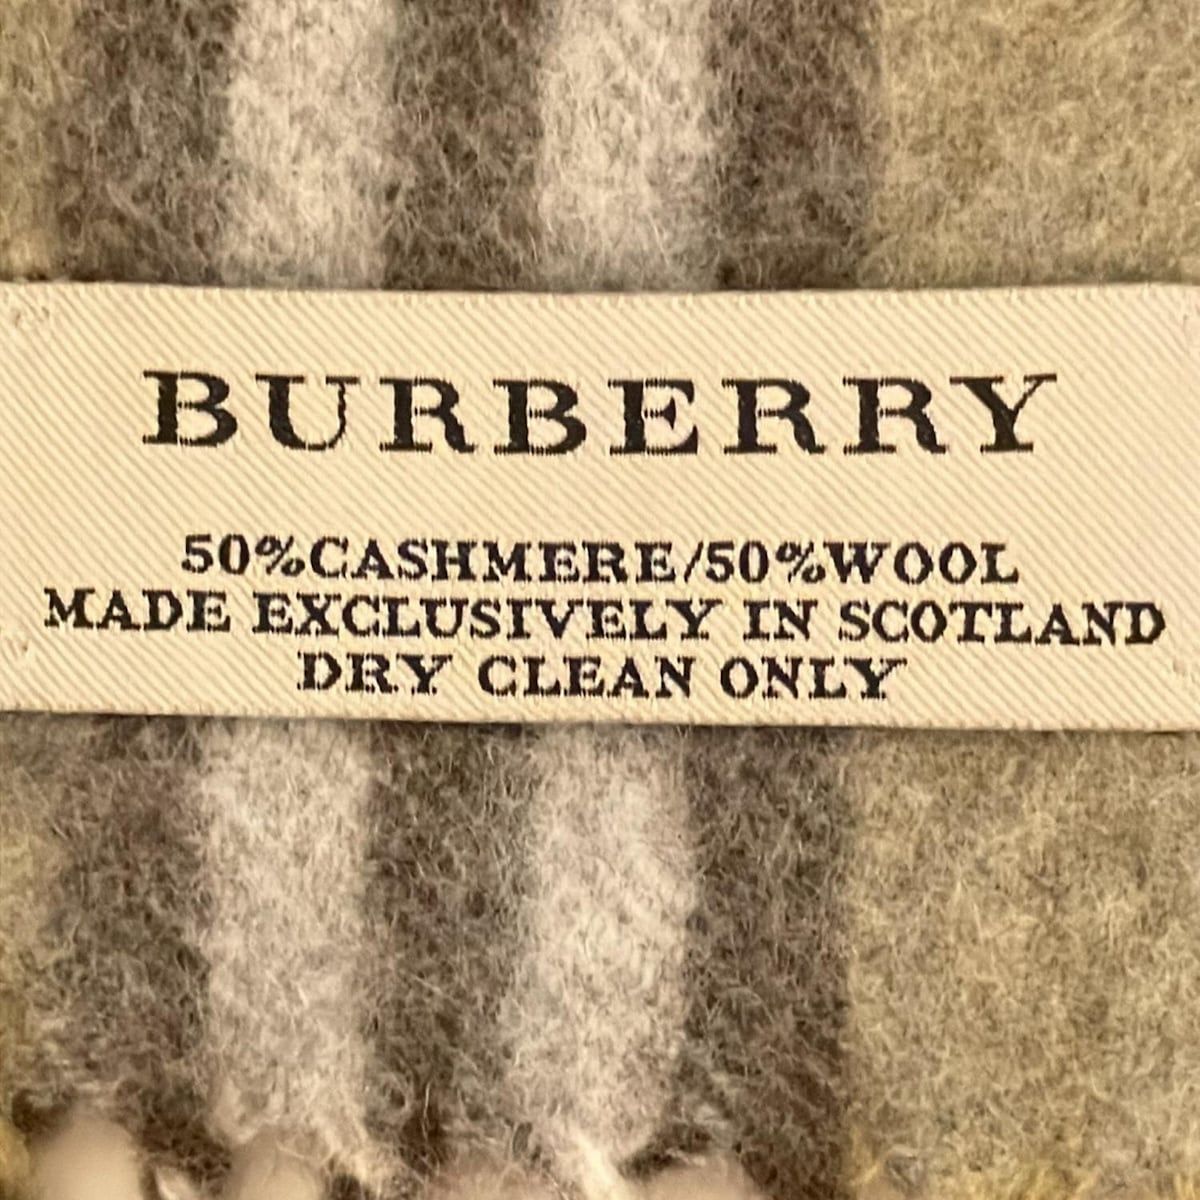 BURBERRY
50%CASHMERE/50%WOOL
MADE EXCLUSIVELY IN SCOTLAND
DRY CLEAN ONLY